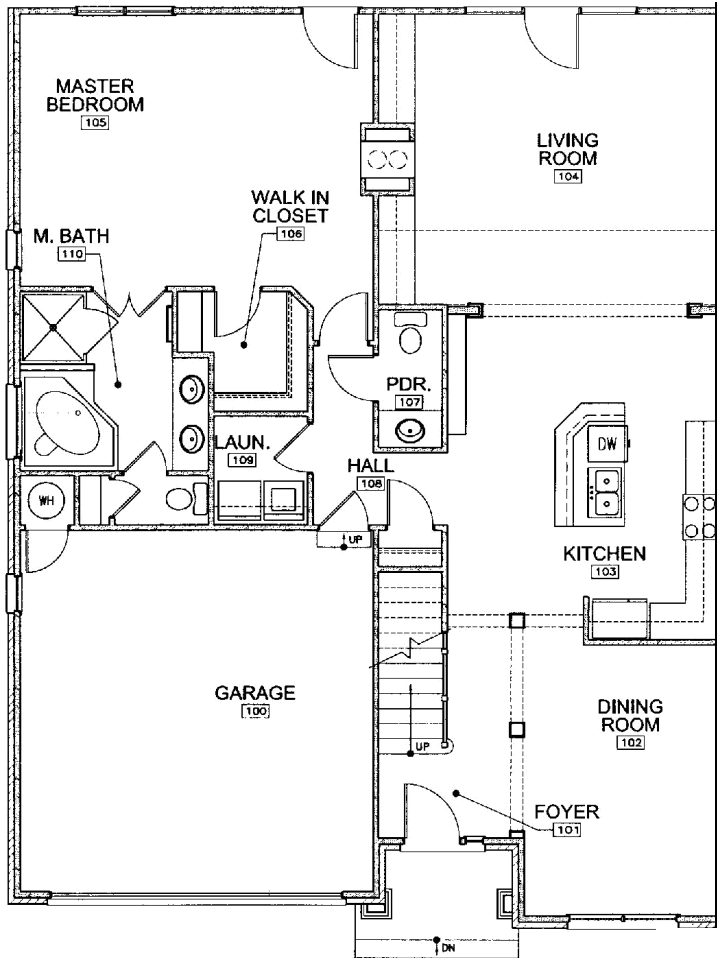 MASTER
BEDROOM
105
LIVING
ROOM
104
WALK IN
CLOSET
106
M. BATH
110
PDR.
107
LAUN.
109
DW
HALL
108
WH
UP
KITCHEN
103
GARAGE
100
DINING
ROOM
102
UP
FOYER
101
DN